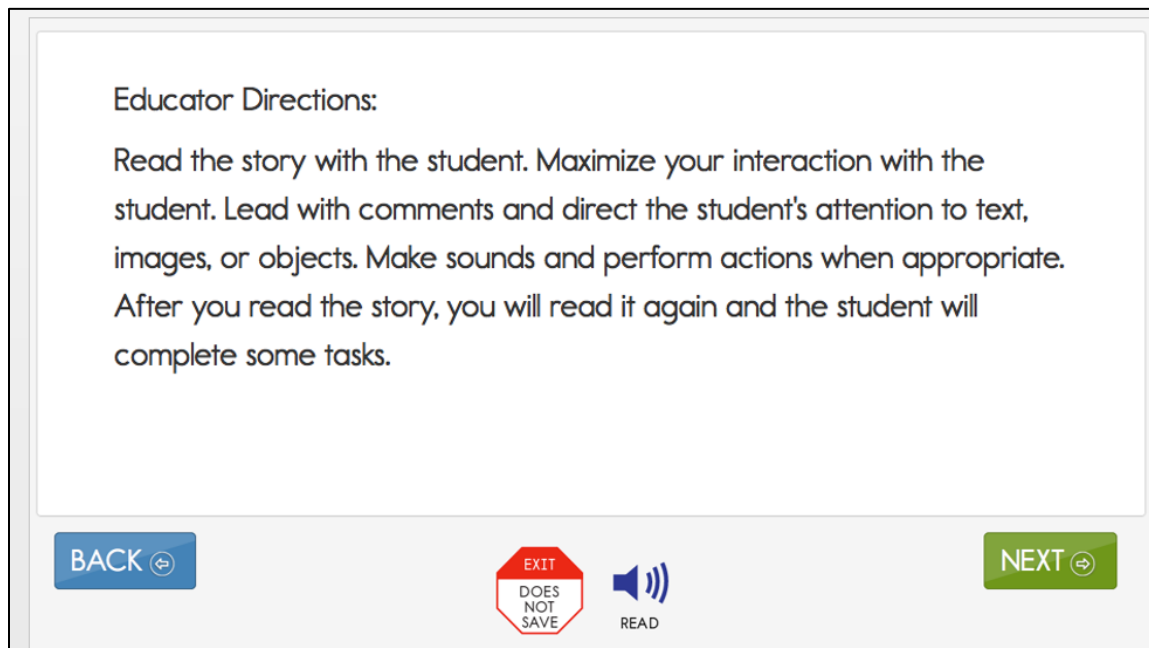 Educator Directions:
Read the story with the student. Maximize your interaction with the
student. Lead with comments and direct the student's attention to text,
images, or objects. Make sounds and perform actions when appropriate.
After you read the story, you will read it again and the student will
complete some tasks.
BACK
EXIT
DOES
NOT
SAVE
READ
NEXT